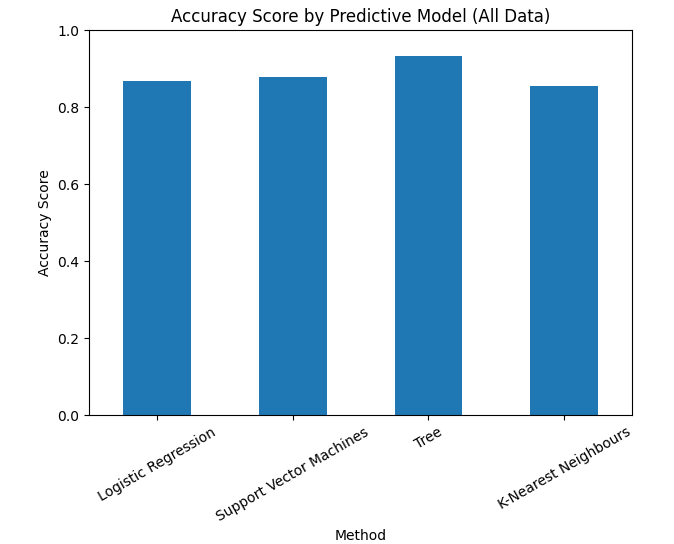 Accuracy Score by Predictive Model (All Data)
1.0
0.8
0.6
0.4
0.2
0.0
Accuracy Score
Logistic Regression
Support Vector Machines
Tree
K-Nearest Neighbours
Method